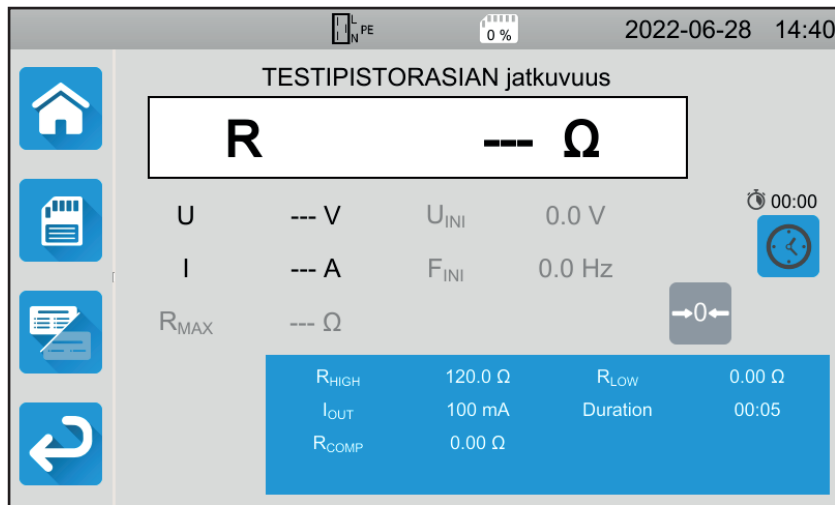 L
N PE
0 %
2022-06-28 14:40
TESTIPISTORASIAN jatkuvuus
R --- Ω
00:00
U --- V UINI 0.0 V
I --- A FINI 0.0 Hz
→0←
RMAX --- Ω
RHIGH 120.0 Ω RLOW 0.00 Ω
IOUT 100 mA Duration 00:05
RCOMP 0.00 Ω